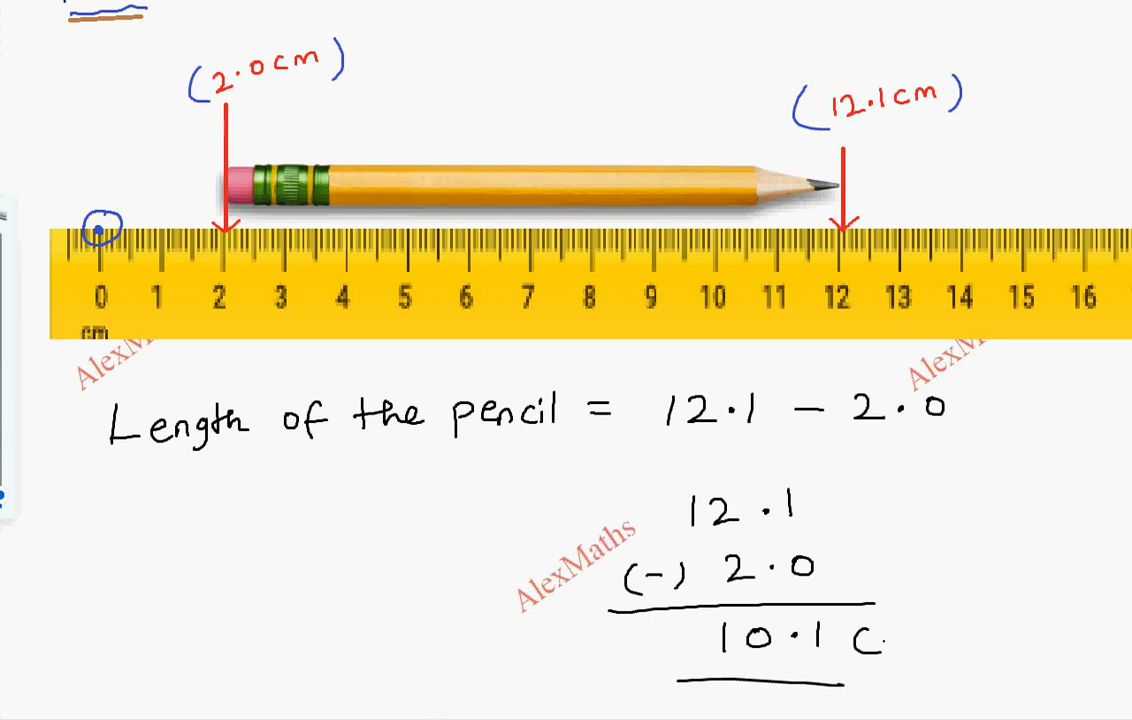 (2.0cm)
(12.1cm)
0 1 2 3 4 5 6 7 8 9 10 11 12 13 14 15 16
cm
AlexM
AlexM
Length of the pencil = 12.1 - 2.0
12.1
AlexMaths
(-) 2.0
10.1 c